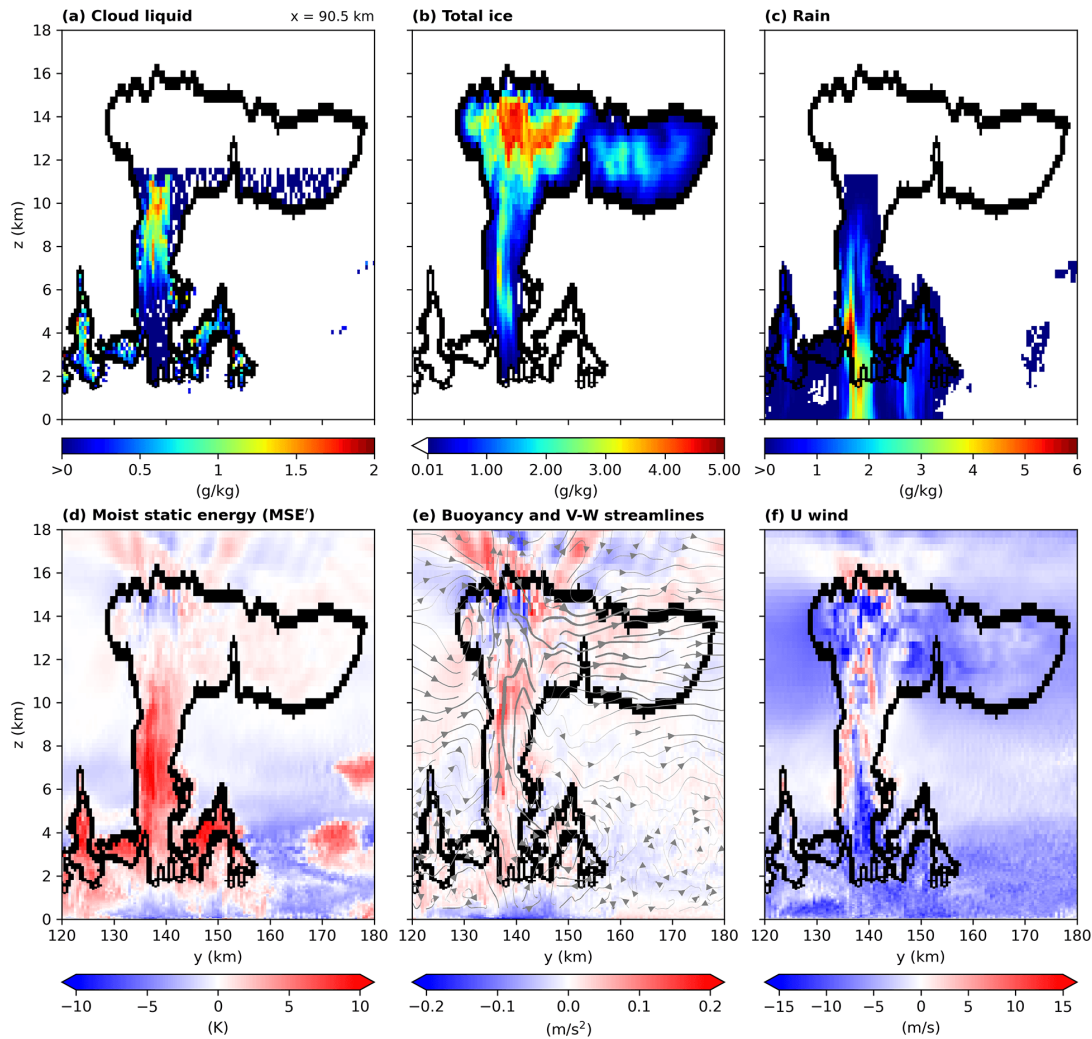 (a) Cloud liquid x = 90.5 km
(b) Total ice
(c) Rain
18
16
14
12
10
8
6
4
2
0
z (km)
>0 0.5 1 1.5 2
(g/kg)
0.01 1.00 2.00 3.00 4.00 5.00
(g/kg)
>0 1 2 3 4 5 6
(g/kg)
(d) Moist static energy (MSE′)
(e) Buoyancy and V-W streamlines
(f) U wind
18
16
14
12
10
8
6
4
2
0
z (km)
120 130 140 150 160 170 180
y (km)
120 130 140 150 160 170 180
y (km)
120 130 140 150 160 170 180
y (km)
−10 −5 0 5 10
(K)
−0.2 −0.1 0.0 0.1 0.2
(m/s²)
−15 −10 −5 0 5 10 15
(m/s)